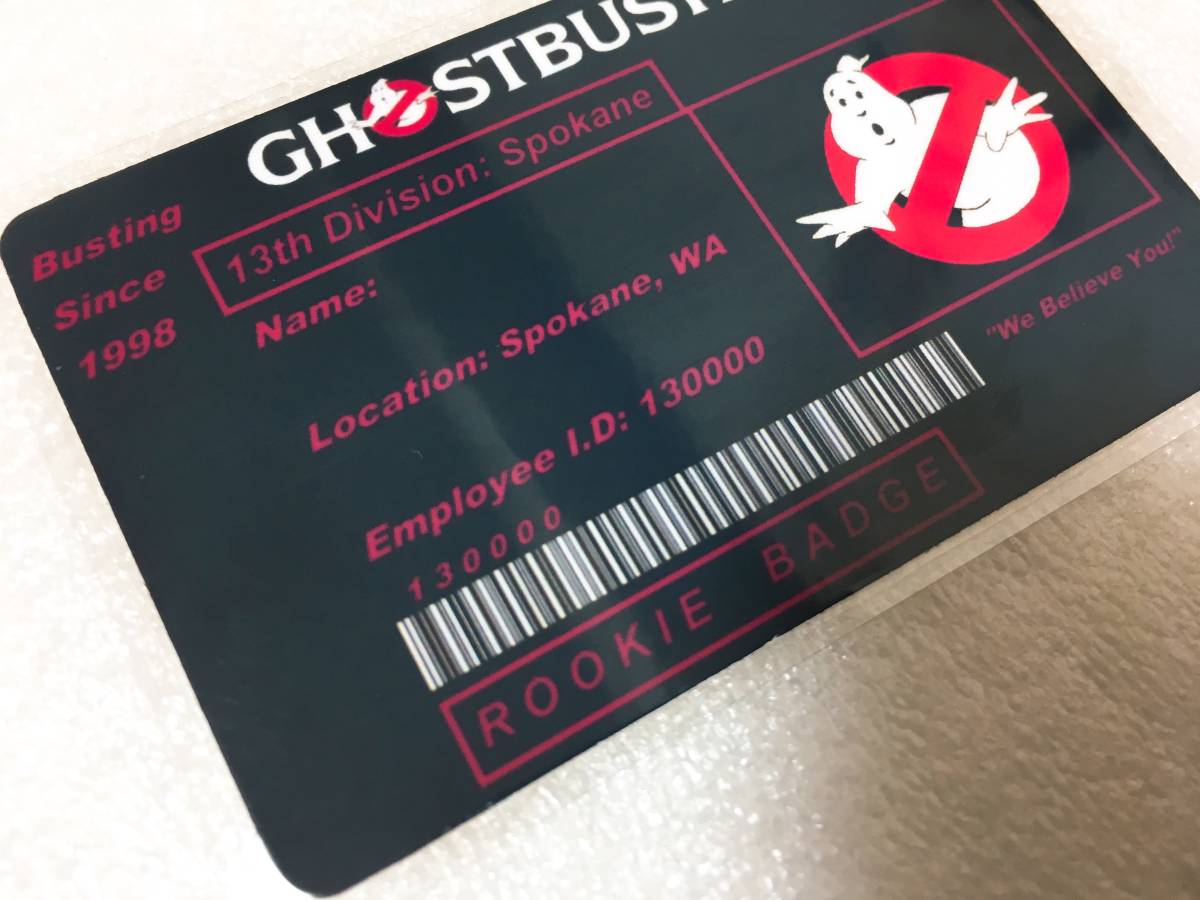 GHOSTBUST
13th Division: Spokane
Busting
Since
1998
Name:
Location: Spokane, WA
Employee I.D: 130000
"We Believe You!"
130000
ROOKIE BADGE